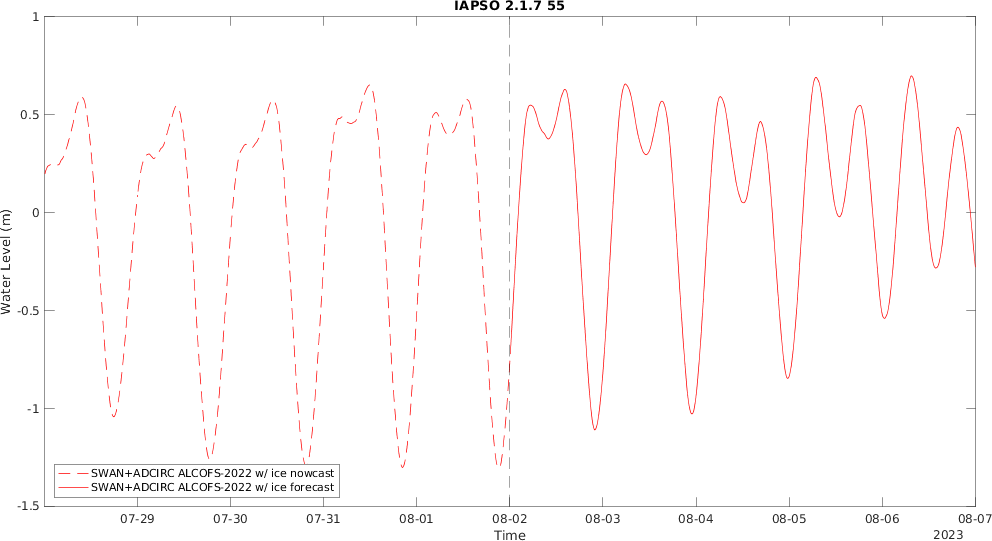 IAPSO 2.1.7 55
1
0.5
0
-0.5
-1
-1.5
Water Level (m)
SWAN+ADCIRC ALCOFS-2022 w/ ice nowcast
SWAN+ADCIRC ALCOFS-2022 w/ ice forecast
07-29 07-30 07-31 08-01 08-02 08-03 08-04 08-05 08-06 08-07
Time
2023